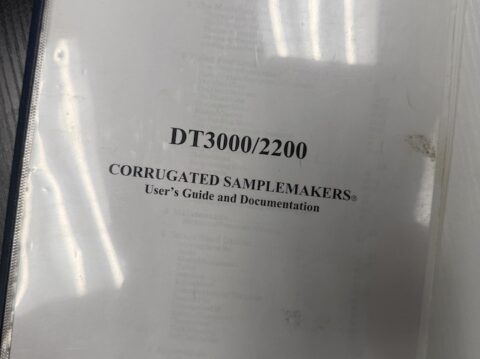 DT3000/2200
CORRUGATED SAMPLEMAKERS®
User's Guide and Documentation